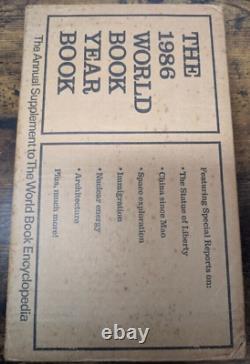 THE
1986
WORLD
BOOK
YEAR
BOOK
Featuring Special Reports on:
• The Statue of Liberty
• China since Mao
• Space exploration
• Immigration
• Nuclear energy
• Architecture
Plus, much more!
The Annual Supplement to The World Book Encyclopedia